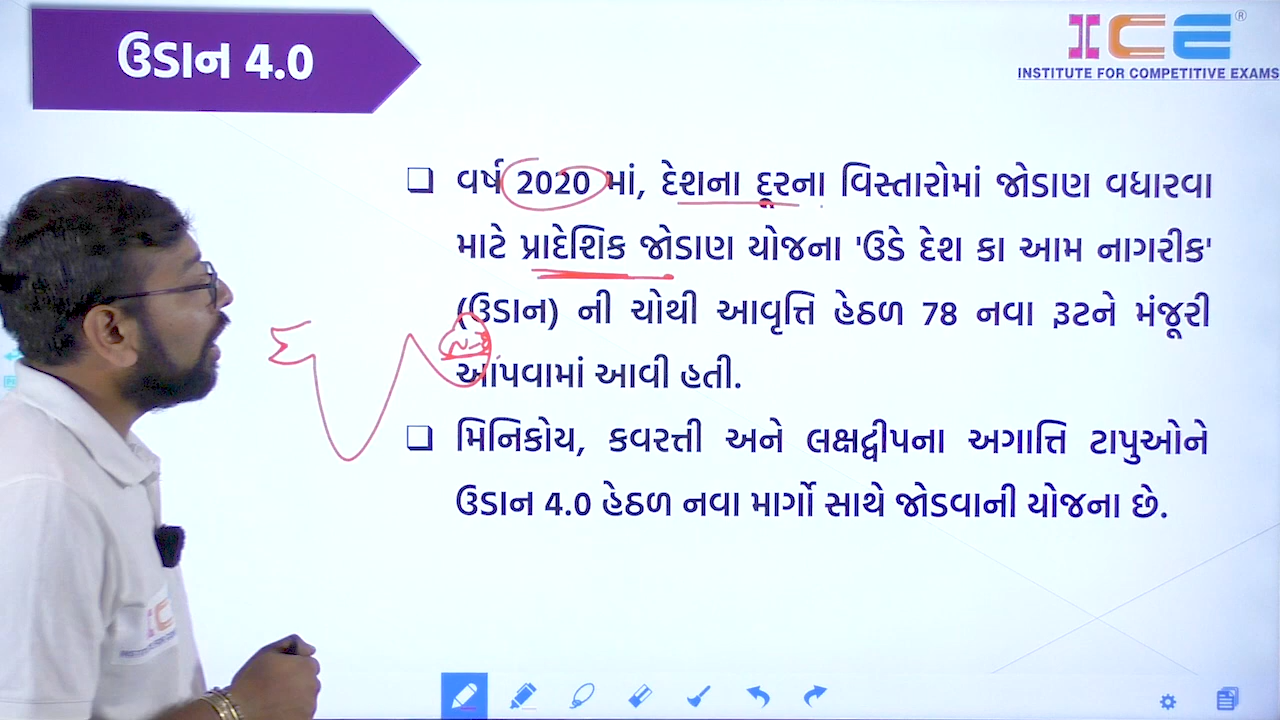 ઉડાન 4.0
ICE®
INSTITUTE FOR COMPETITIVE EXAMS
❑ વર્ષ 2020 માં, દેશના દૂરના વિસ્તારોમાં જોડાણ વધારવા
માટે પ્રાદેશિક જોડાણ યોજના 'ઉડે દેશ કા આમ નાગરીક'
(ઉડાન) ની ચોથી આવૃત્તિ હેઠળ 78 નવા રૂટને મંજૂરી
આપવામાં આવી હતી.
❑ મિનિકોય, કવરત્તી અને લક્ષદ્વીપના અગાત્તિ ટાપુઓને
ઉડાન 4.0 હેઠળ નવા માર્ગો સાથે જોડવાની યોજના છે.